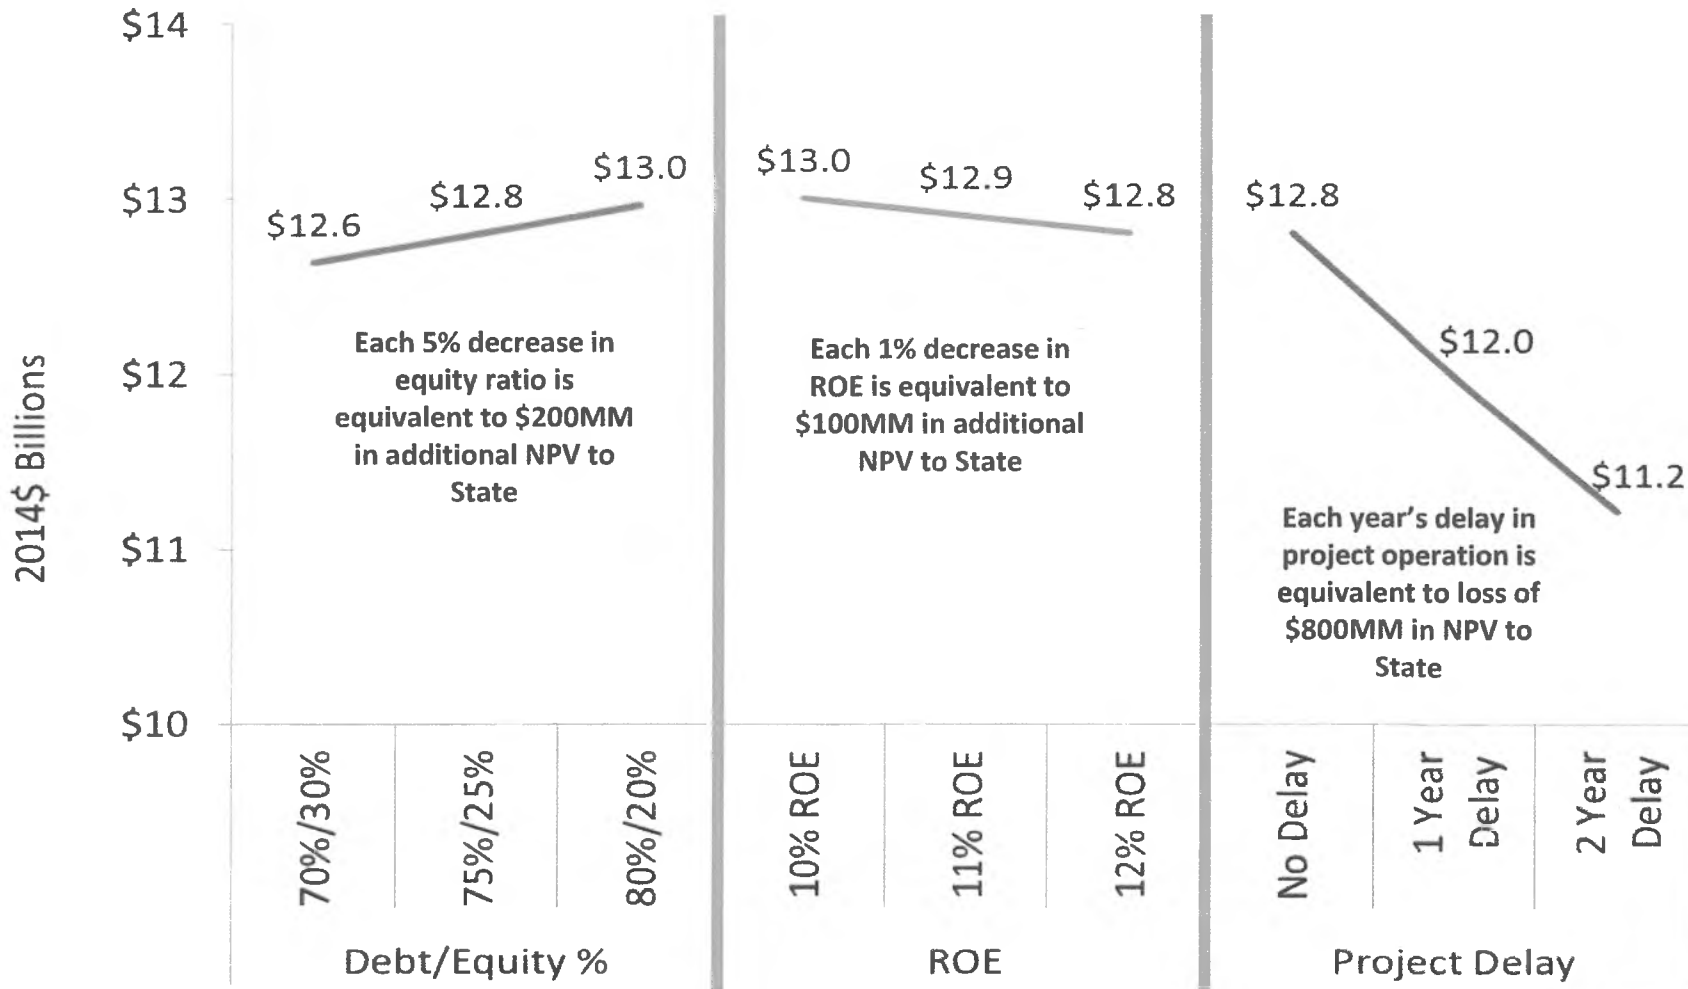 2014$ Billions
$14
$13
$12
$11
$10
$12.6
$12.8
$13.0
Each 5% decrease in
equity ratio is
equivalent to $200MM
in additional NPV to
State
70%/30%
75%/25%
80%/20%
Debt/Equity %
$13.0
$12.9
$12.8
Each 1% decrease in
ROE is equivalent to
$100MM in additional
NPV to State
10% ROE
11% ROE
12% ROE
ROE
$12.8
$12.0
$11.2
Each year's delay in
project operation is
equivalent to loss of
$800MM in NPV to
State
No Delay
1 Year
Delay
2 Year
Delay
Project Delay